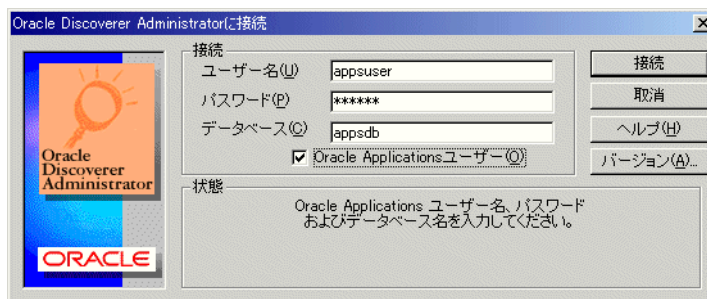 Oracle Discoverer Administratorに接続
Oracle
Discoverer
Administrator
ORACLE
接続
ユーザー名(U)
appsuser
パスワード(P)
******
データベース(C)
appsdb
Oracle Applicationsユーザー(O)
接続
取消
ヘルプ(H)
バージョン(A)...
状態
Oracle Applications ユーザー名、パスワード
およびデータベース名を入力してください。